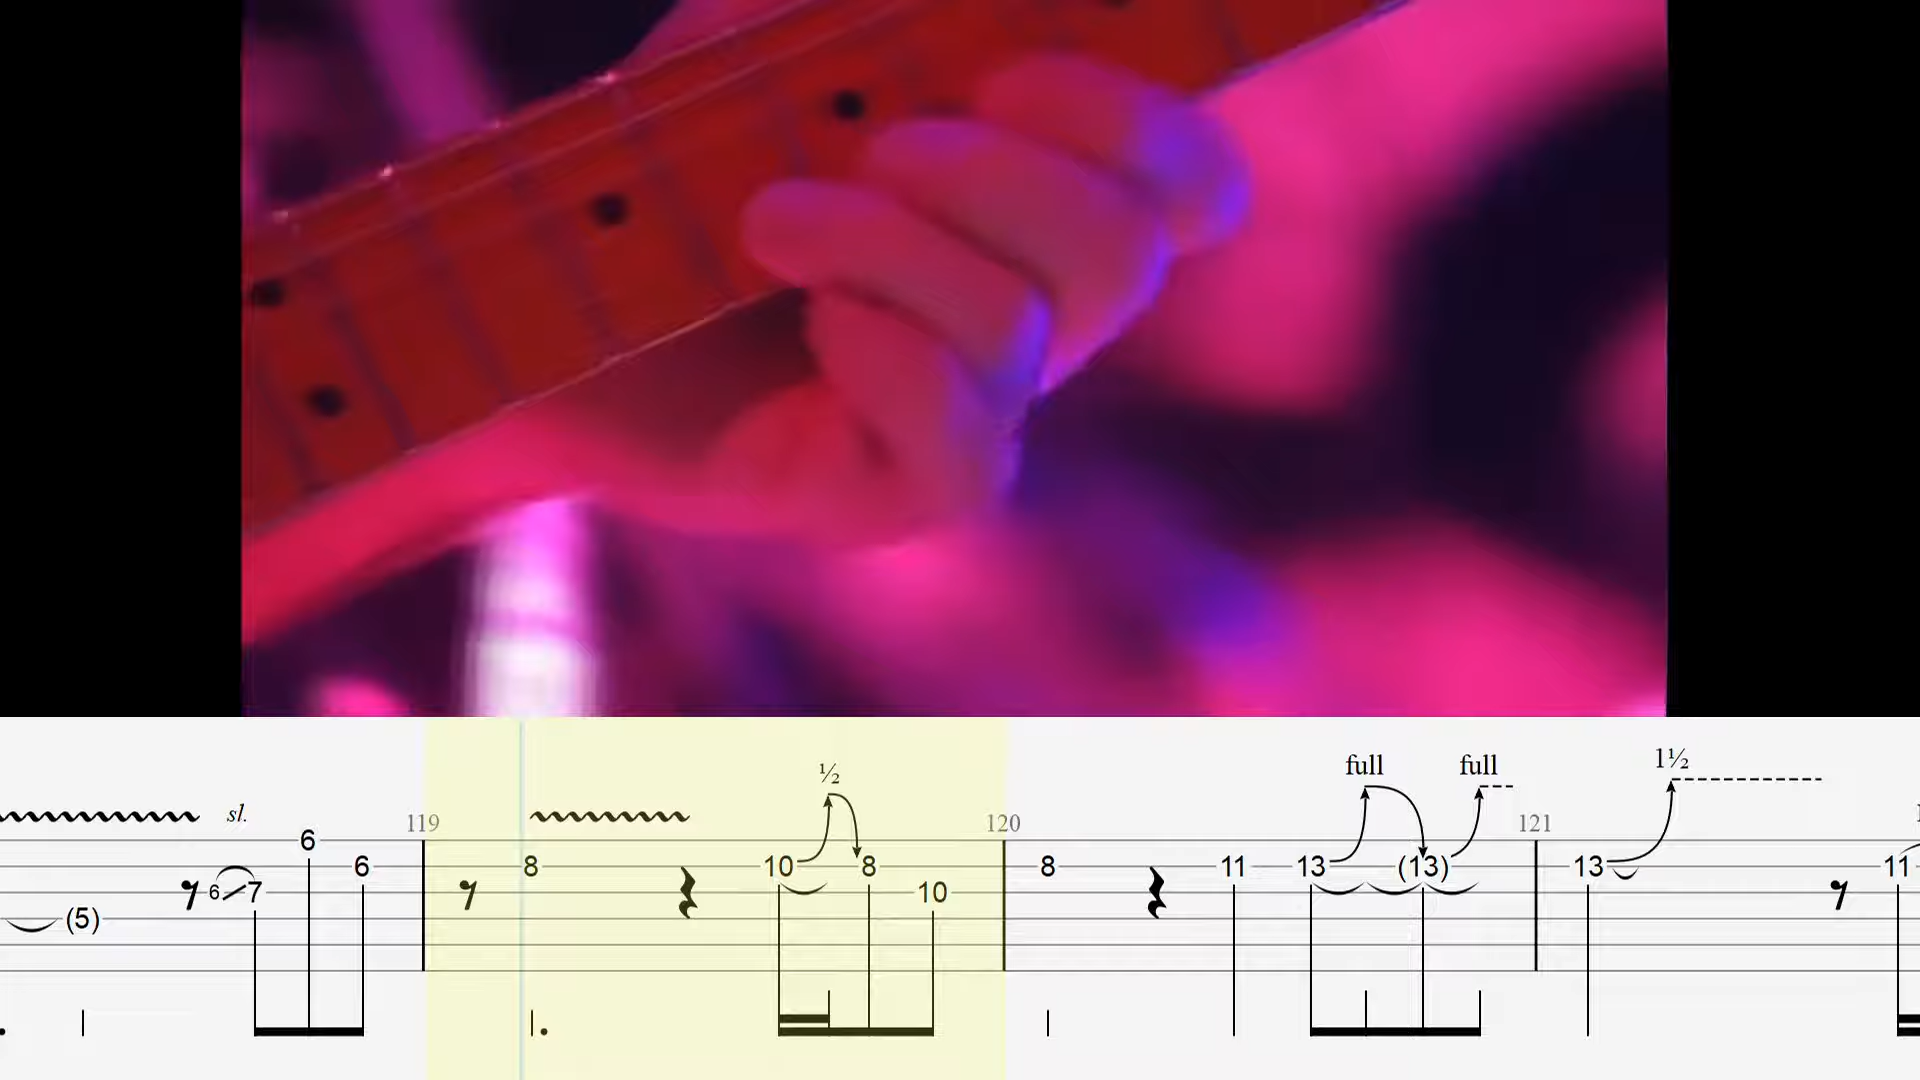 ½ full full 1½
sl. 119 120 121
6
6 8 10 8 8 11 13 (13) 13 11
6 7 10
(5)